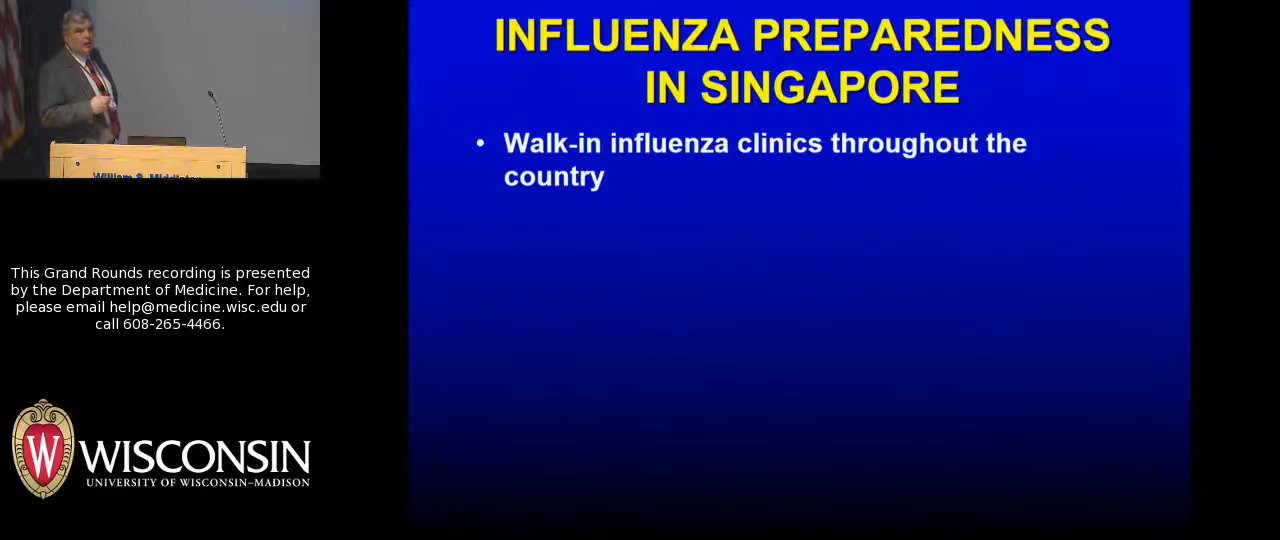 INFLUENZA PREPAREDNESS
IN SINGAPORE
• Walk-in influenza clinics throughout the
country
William S. Middleton
This Grand Rounds recording is presented
by the Department of Medicine. For help,
please email help@medicine.wisc.edu or
call 608-265-4466.
W
WISCONSIN
UNIVERSITY OF WISCONSIN–MADISON